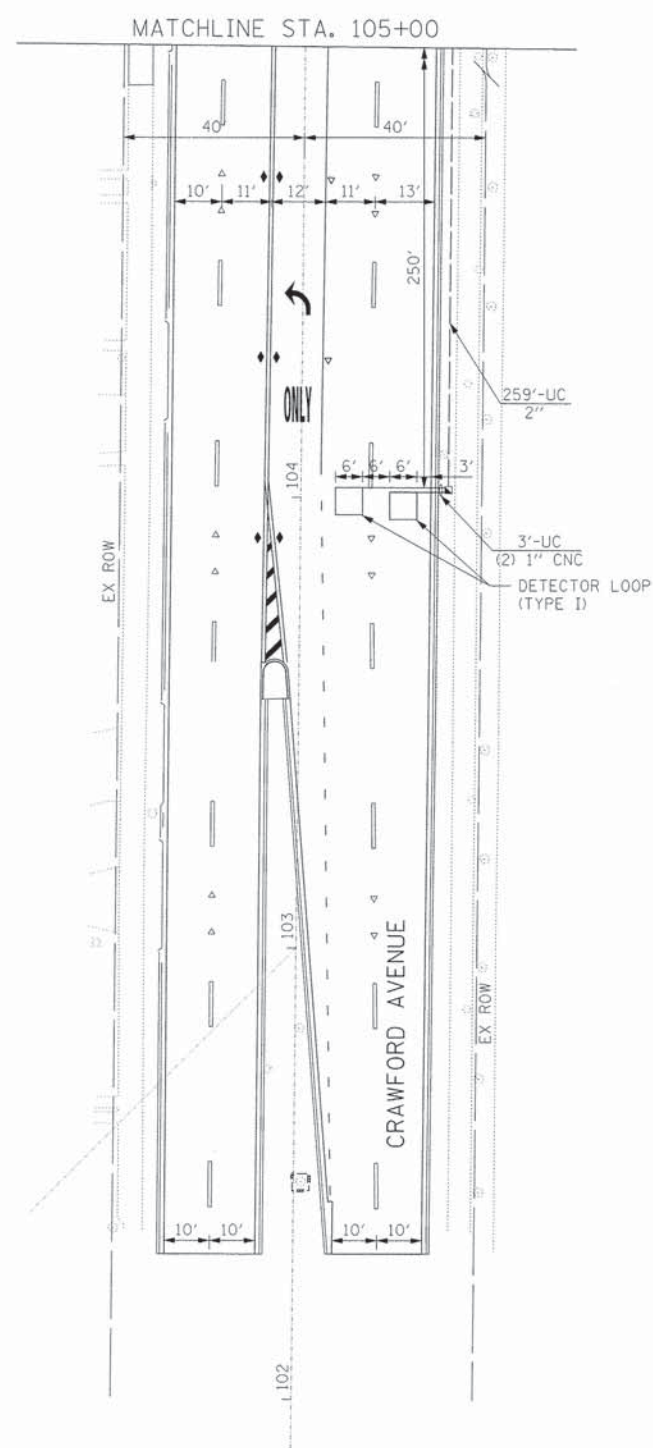 MATCHLINE STA. 105+00
40' 40'
10' 11' 12' 11' 13'
250'
ONLY
259'-UC
2"
104
6' 6' 6' 3'
3'-UC
(2) 1" CNC
DETECTOR LOOP
(TYPE I)
EX ROW
103
CRAWFORD AVENUE
EX ROW
10' 10' 10' 10'
102